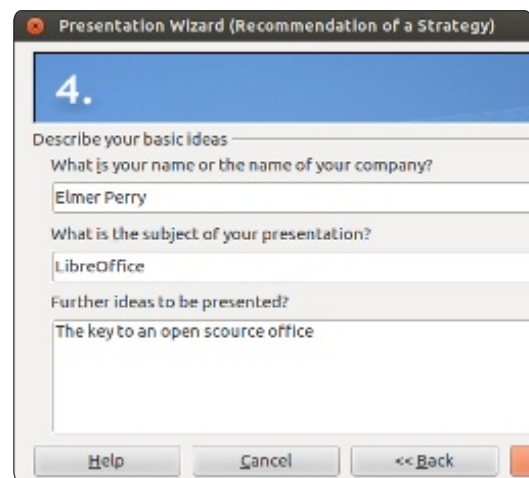 Presentation Wizard (Recommendation of a Strategy)
4.
Describe your basic ideas
What is your name or the name of your company?
Elmer Perry
What is the subject of your presentation?
LibreOffice
Further ideas to be presented?
The key to an open scource office
Help Cancel << Back